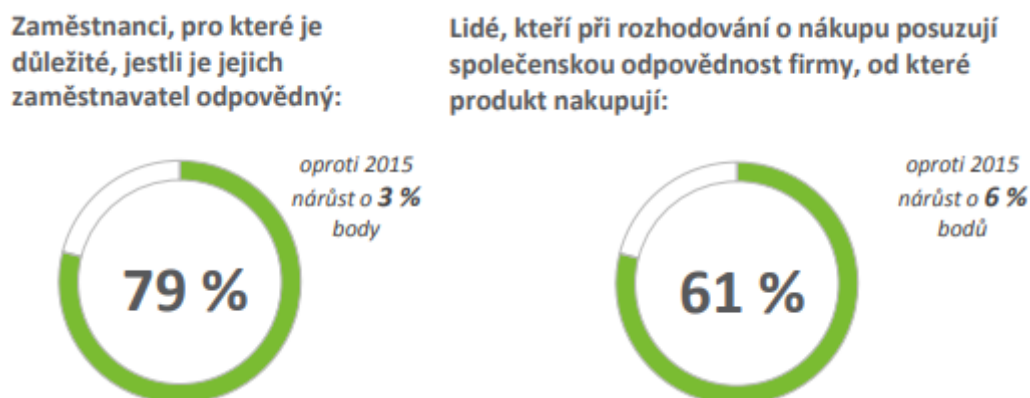 Zaměstnanci, pro které je
důležité, jestli je jejich
zaměstnavatel odpovědný:
oproti 2015
nárůst o 3 %
body
79 %
Lidé, kteří při rozhodování o nákupu posuzují
společenskou odpovědnost firmy, od které
produkt nakupují:
oproti 2015
nárůst o 6 %
bodů
61 %